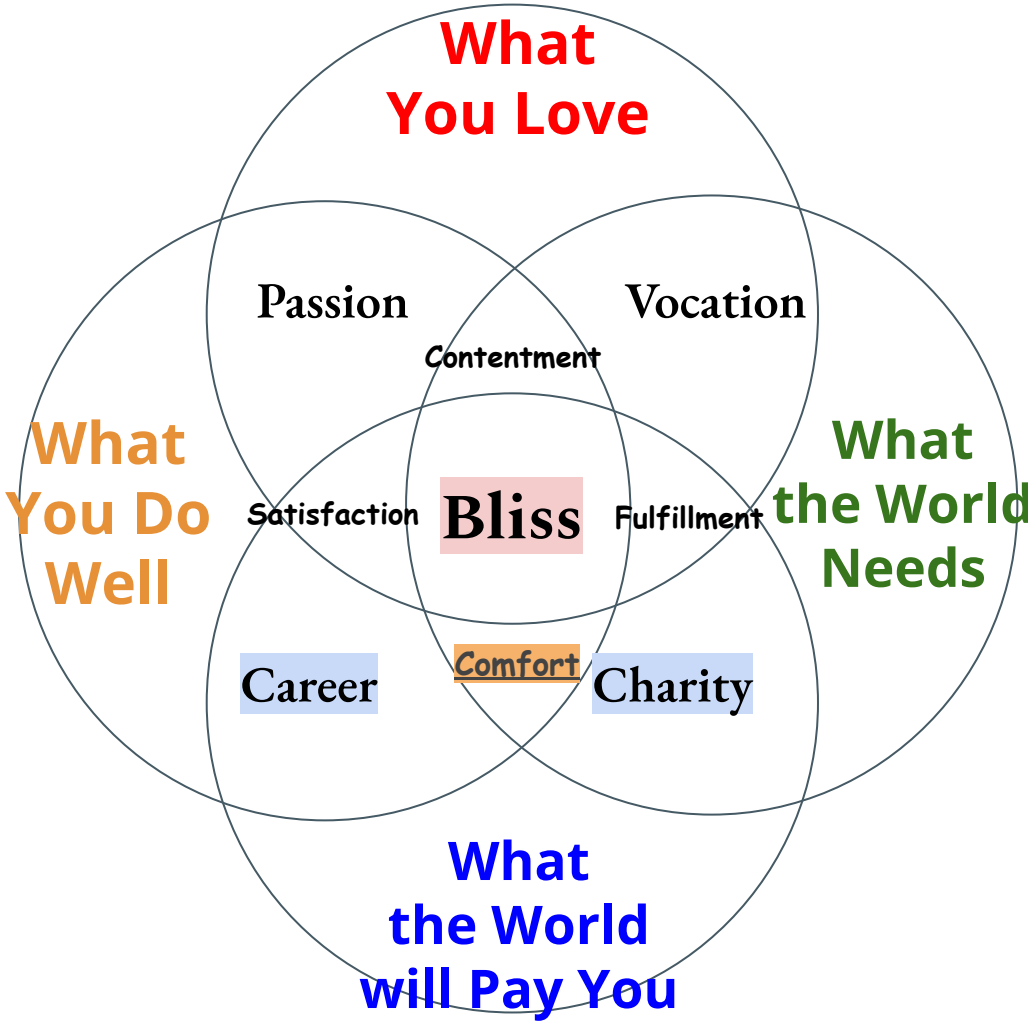 What
You Love
Passion
Vocation
Contentment
What
You Do
Well
Satisfaction
Bliss
Fulfillment
What
the World
Needs
Career
Comfort
Charity
What
the World
will Pay You